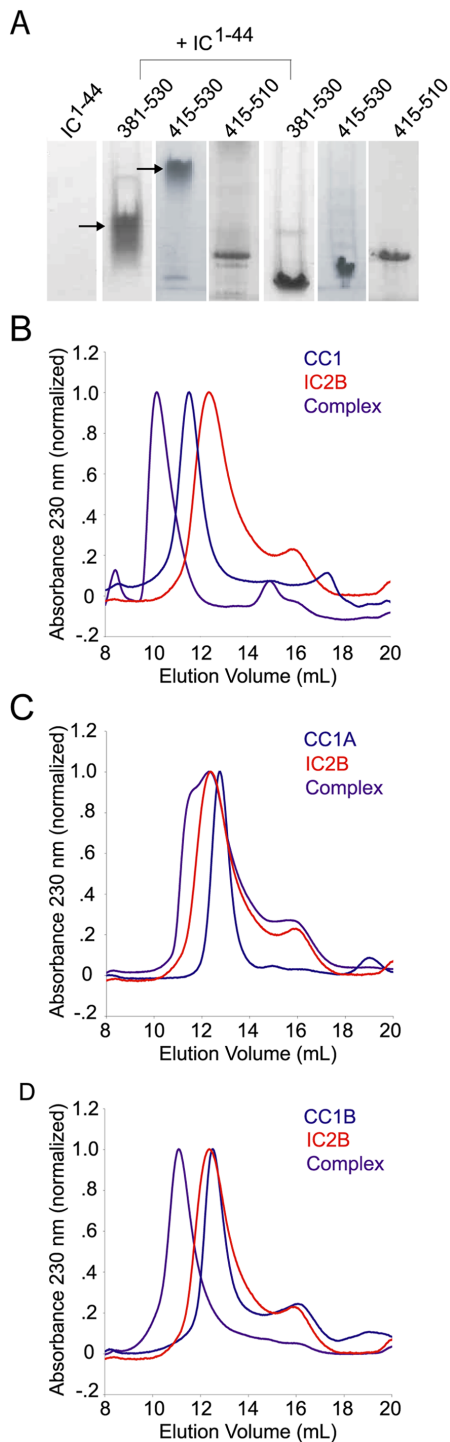 A
+ IC1-44
IC1-44
381-530
415-530
415-510
381-530
415-530
415-510
B
1.2
1.0
.8
.6
.4
.2
0
-.2
Absorbance 230 nm (normalized)
CC1
IC2B
Complex
8 10 12 14 16 18 20
Elution Volume (mL)
C
1.2
1.0
.8
.6
.4
.2
0
-.2
Absorbance 230 nm (normalized)
CC1A
IC2B
Complex
8 10 12 14 16 18 20
Elution Volume (mL)
D
1.2
1.0
.8
.6
.4
.2
0
-.2
Absorbance 230 nm (normalized)
CC1B
IC2B
Complex
8 10 12 14 16 18 20
Elution Volume (mL)